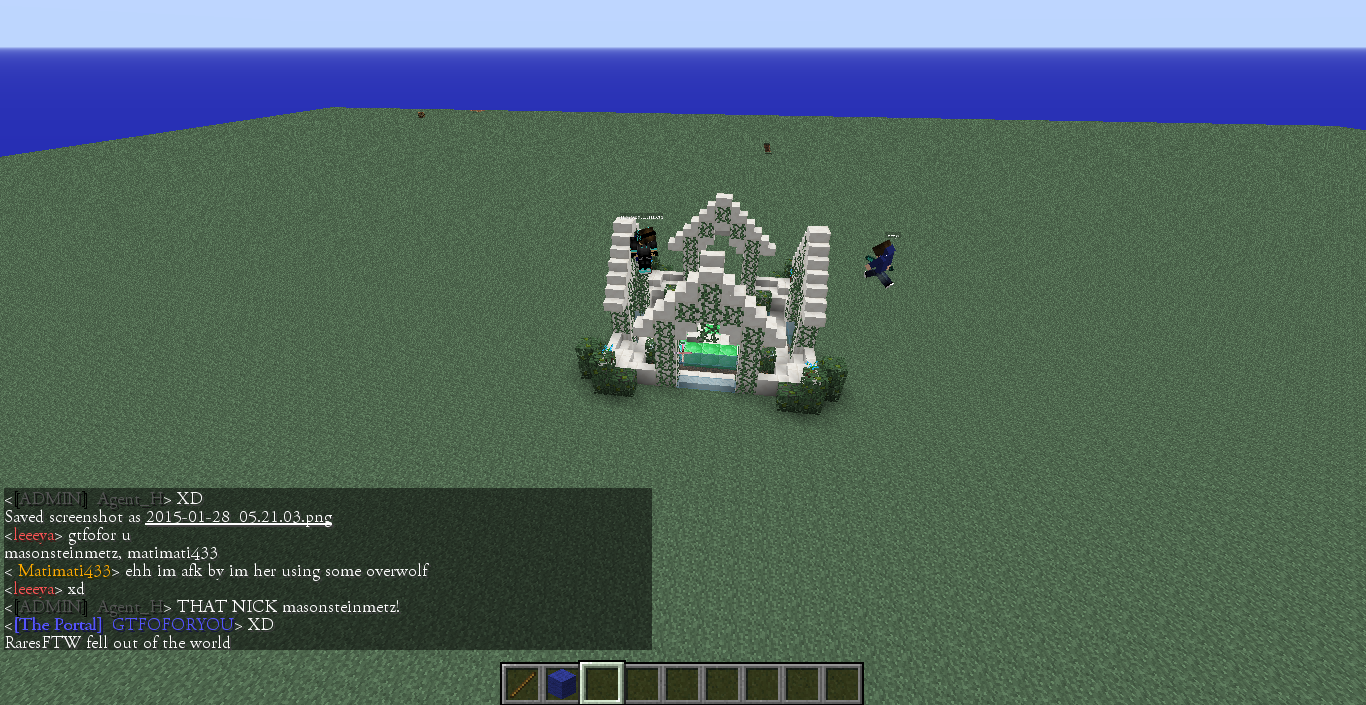 <[ADMIN] Agent_H> XD
Saved screenshot as 2015-01-28_05.21.03.png
<leeeva> gtfofor u
masonsteinmetz, matimati433
< Matimati433> ehh im afk by im her using some overwolf
<leeeva> xd
<[ADMIN] Agent_H> THAT NICK masonsteinmetz!
<[The Portal] GTFOFORYOU> XD
RaresFTW fell out of the world